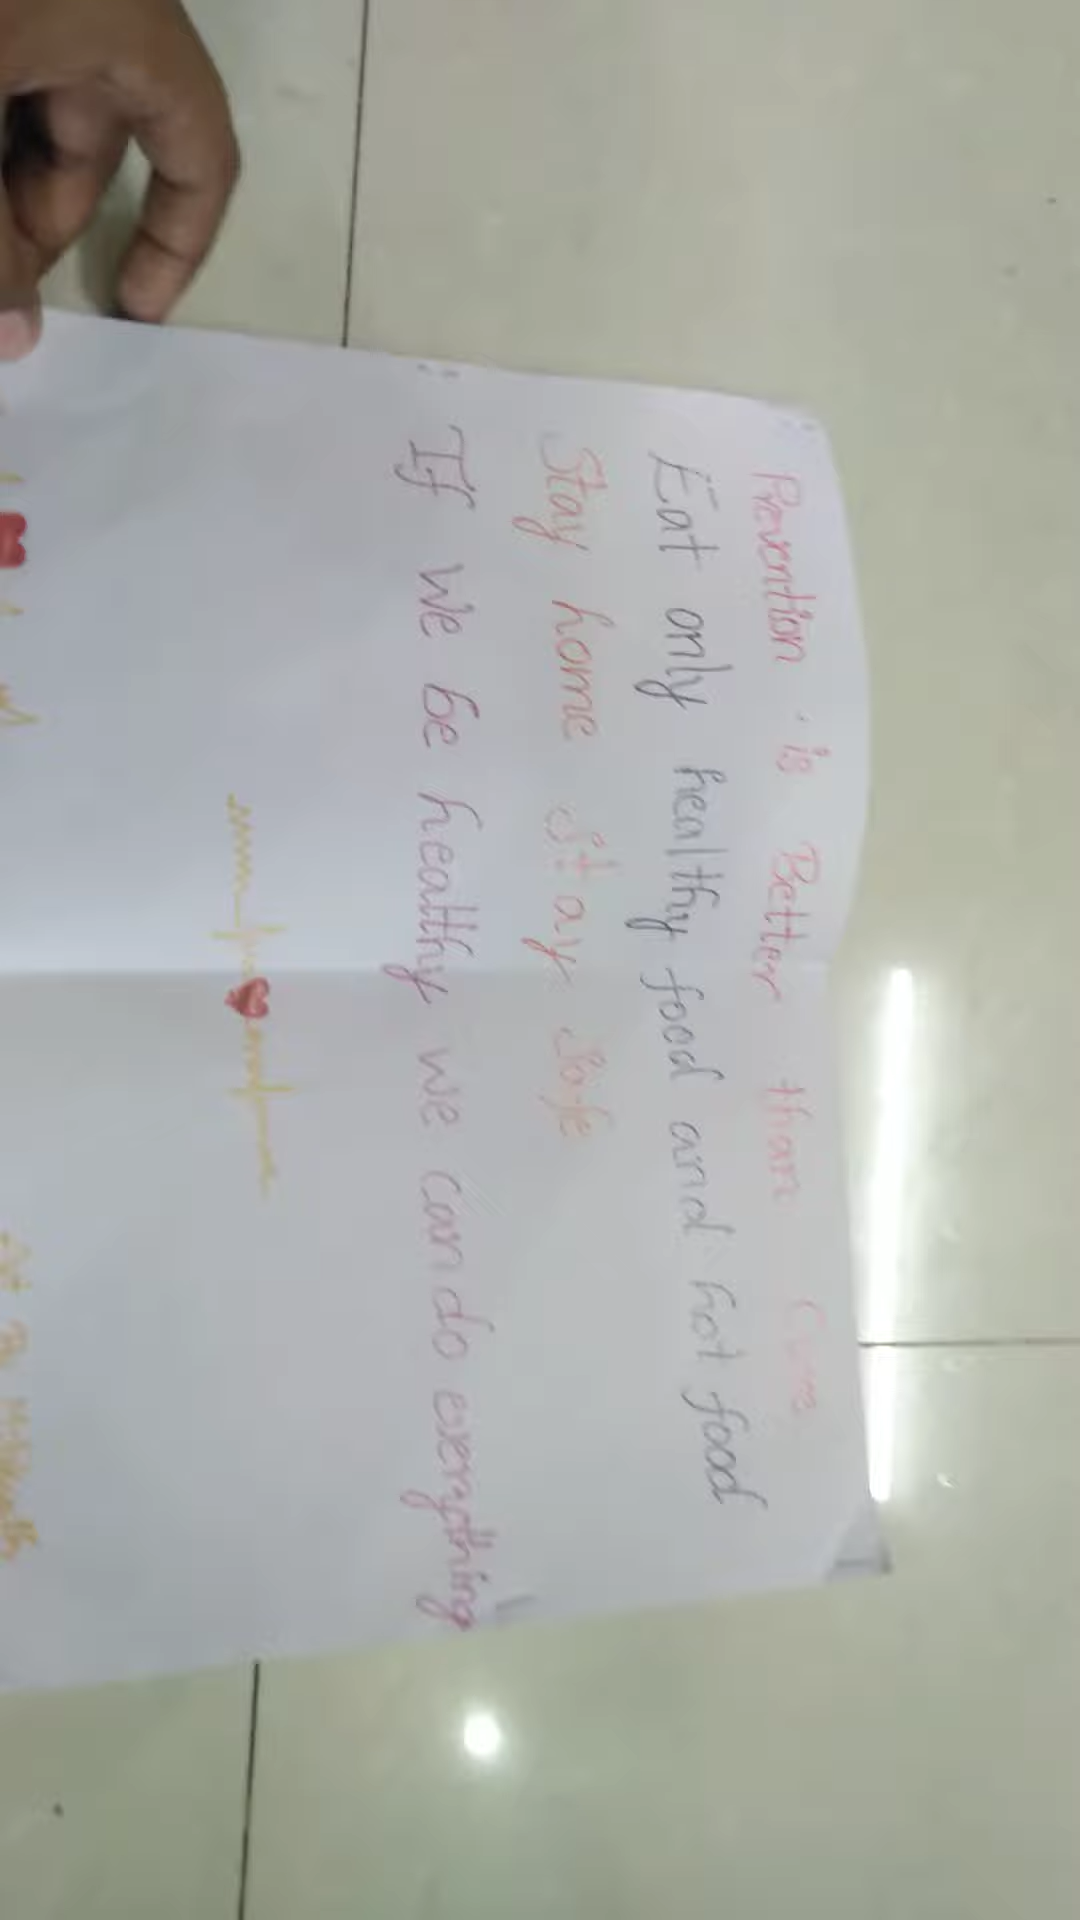 Prevention is Better than Cure
Eat only healthy food and hot food
Stay home stay safe
If we be healthy we can do everything